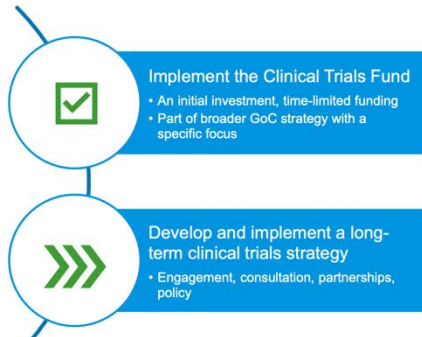 Implement the Clinical Trials Fund
• An initial investment, time-limited funding
• Part of broader GoC strategy with a
specific focus
Develop and implement a long-
term clinical trials strategy
• Engagement, consultation, partnerships,
policy